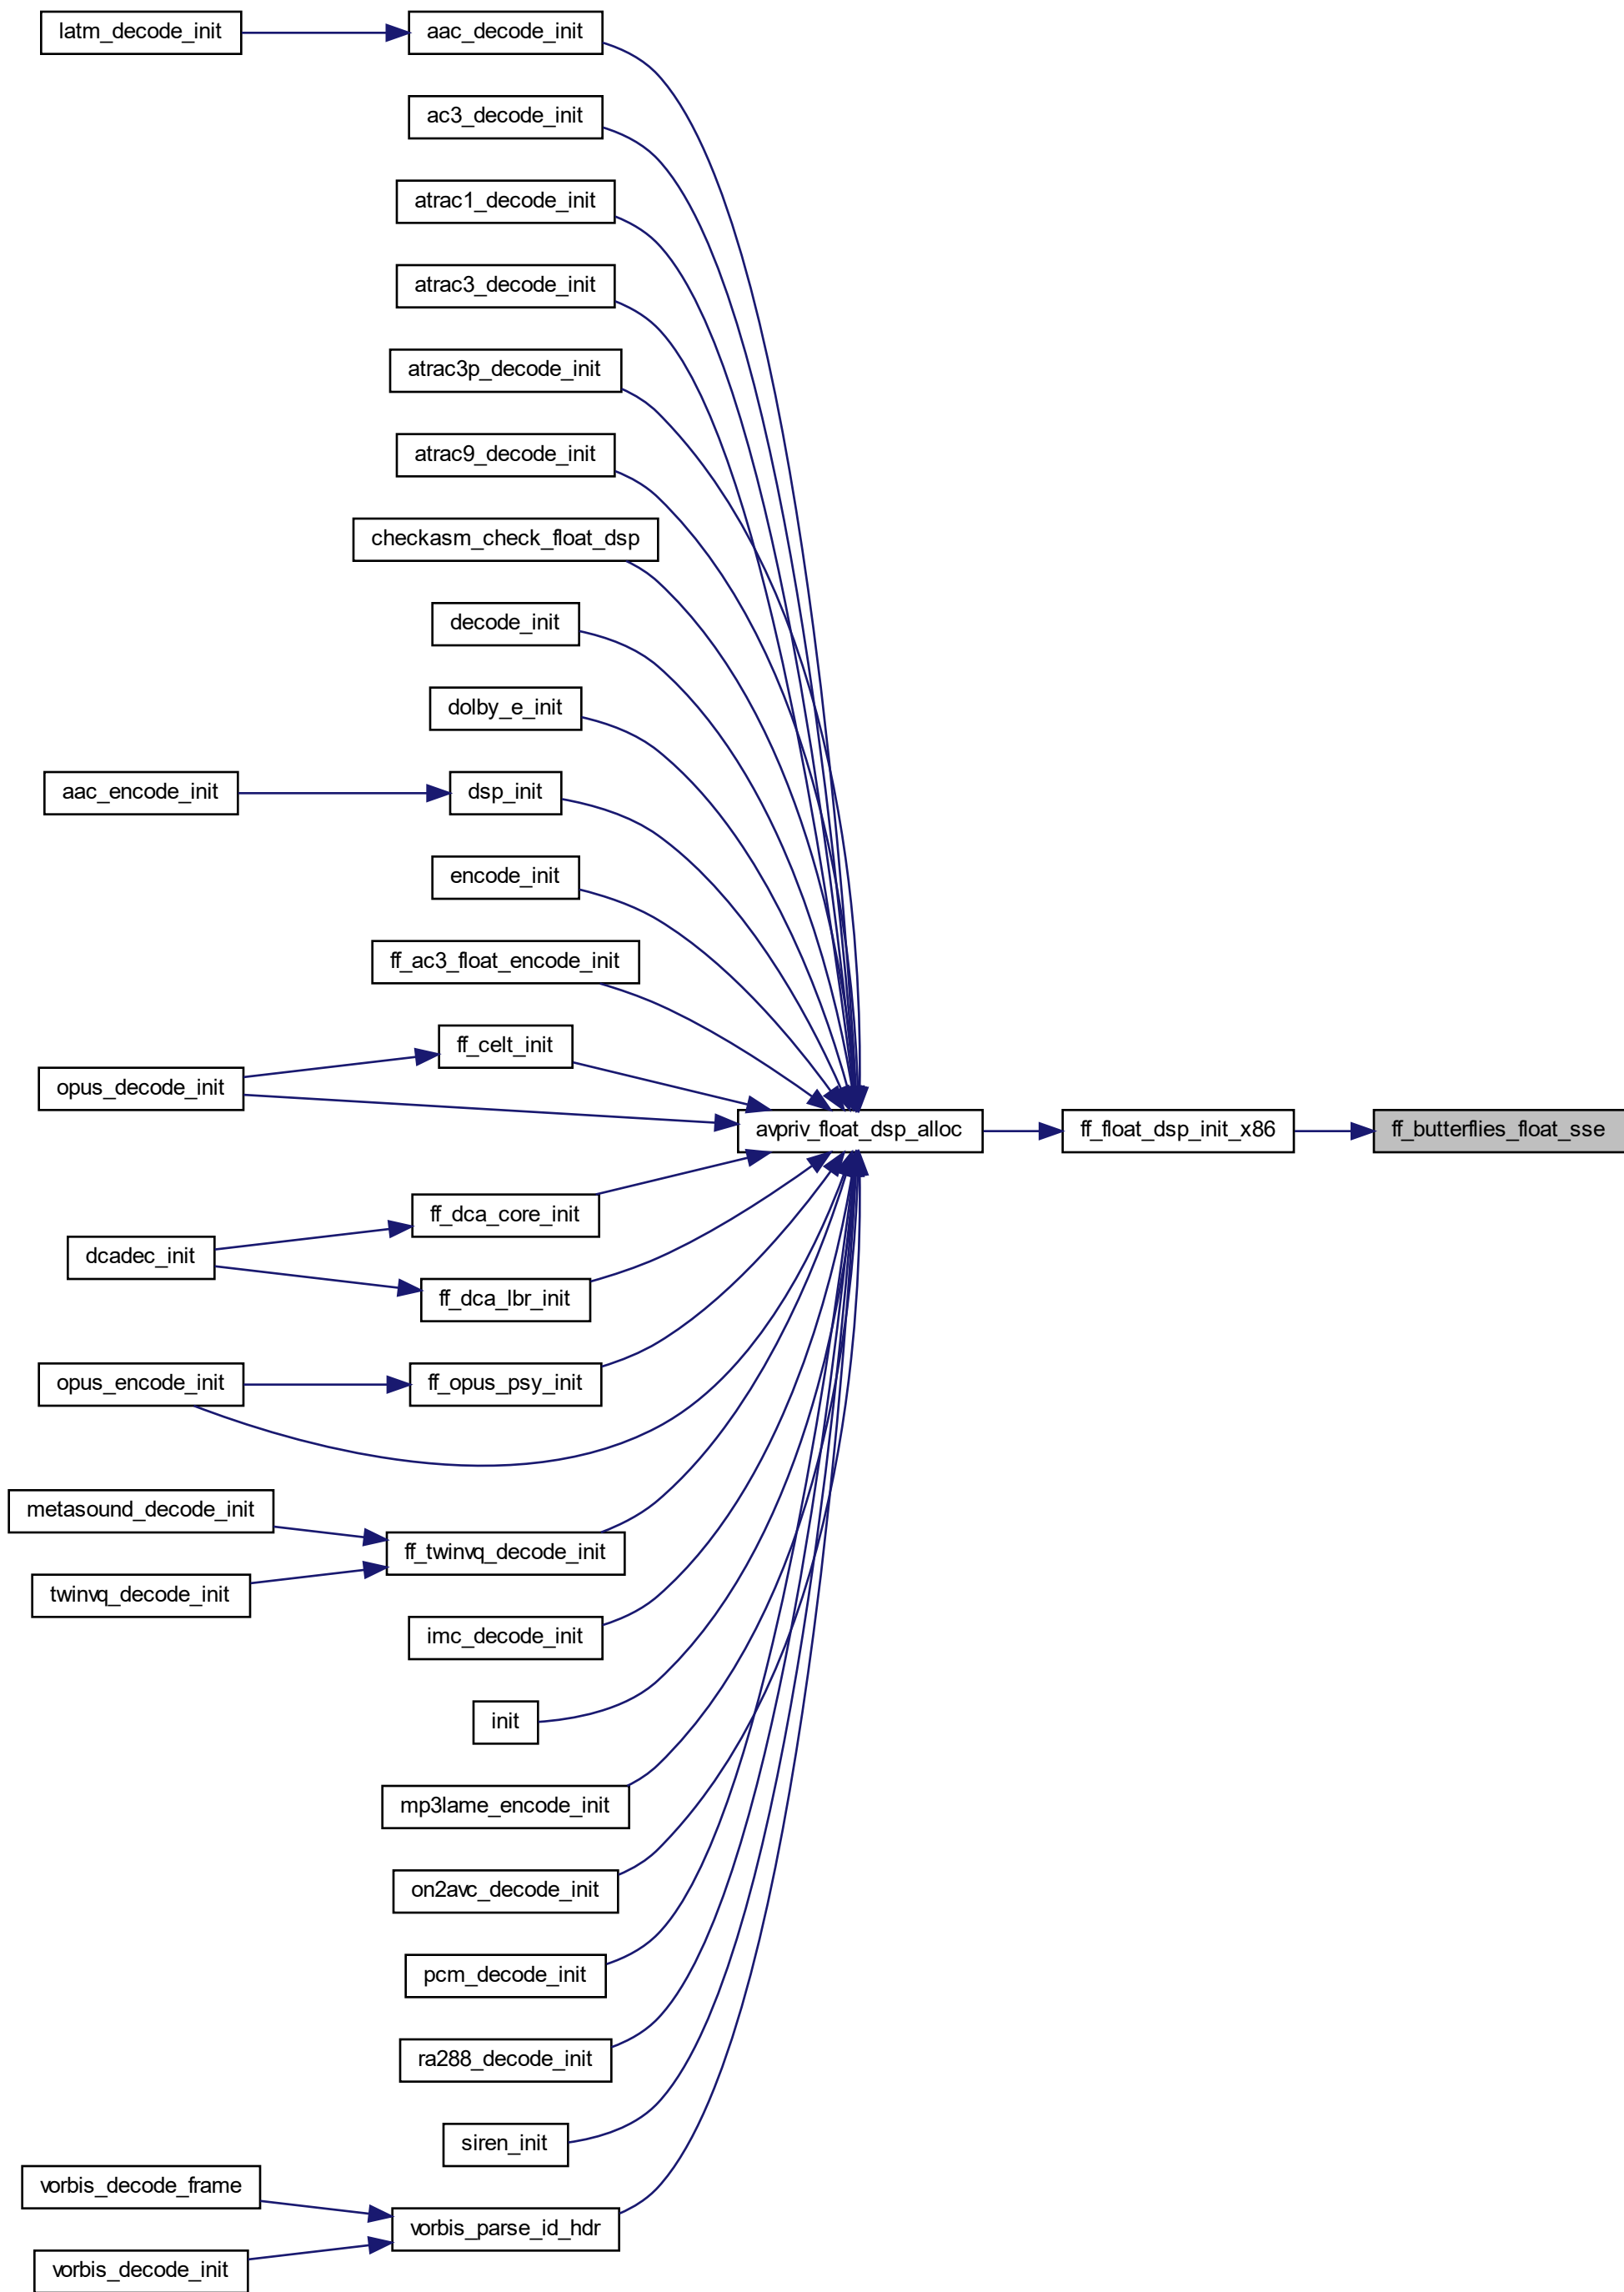 latm_decode_init
aac_decode_init
ac3_decode_init
atrac1_decode_init
atrac3_decode_init
atrac3p_decode_init
atrac9_decode_init
checkasm_check_float_dsp
decode_init
dolby_e_init
aac_encode_init
dsp_init
encode_init
ff_ac3_float_encode_init
ff_celt_init
opus_decode_init
avpriv_float_dsp_alloc
ff_float_dsp_init_x86
ff_butterflies_float_sse
ff_dca_core_init
dcadec_init
ff_dca_lbr_init
opus_encode_init
ff_opus_psy_init
metasound_decode_init
ff_twinvq_decode_init
twinvq_decode_init
imc_decode_init
init
mp3lame_encode_init
on2avc_decode_init
pcm_decode_init
ra288_decode_init
siren_init
vorbis_decode_frame
vorbis_parse_id_hdr
vorbis_decode_init